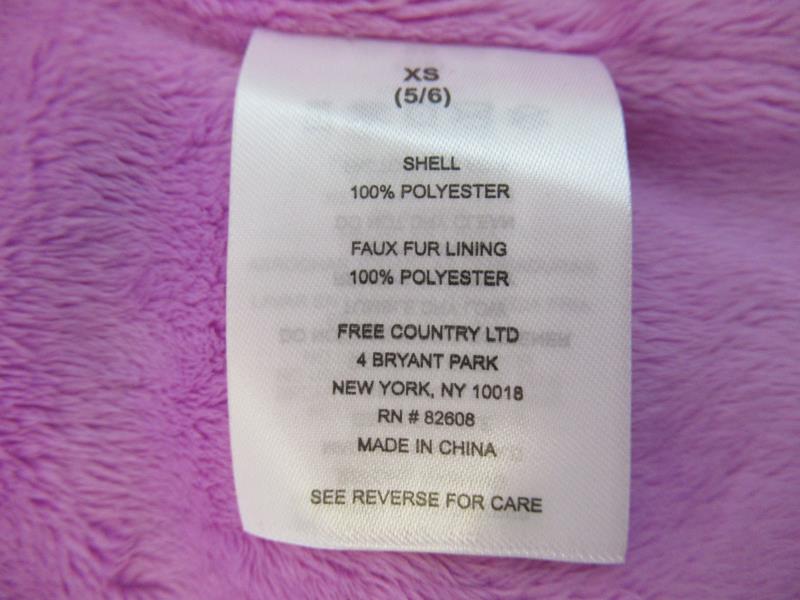 XS
(5/6)
SHELL
100% POLYESTER
FAUX FUR LINING
100% POLYESTER
FREE COUNTRY LTD
4 BRYANT PARK
NEW YORK, NY 10018
RN # 82608
MADE IN CHINA
SEE REVERSE FOR CARE